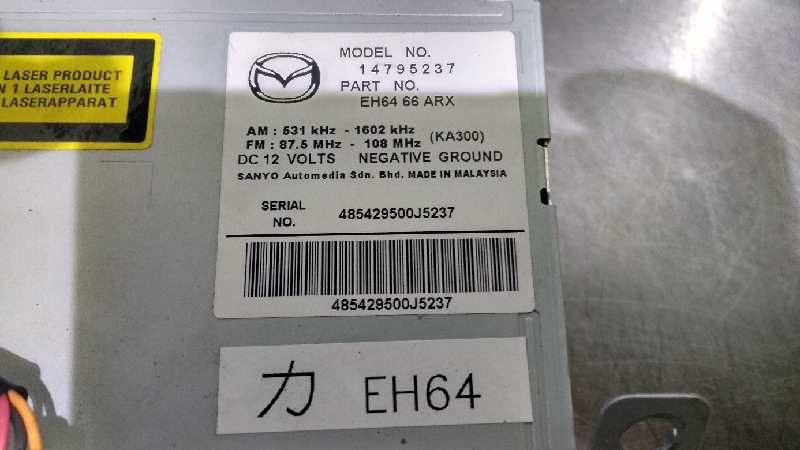 LASER PRODUCT
1 LASERLAITE
LASERAPPARAT
MODEL NO.
14795237
PART NO.
EH64 66 ARX
AM : 531 kHz - 1602 kHz
FM : 87.5 MHz - 108 MHz (KA300)
DC 12 VOLTS NEGATIVE GROUND
SANYO Automedia Sdn. Bhd. MADE IN MALAYSIA
SERIAL NO. 485429500J5237
485429500J5237
カ EH64